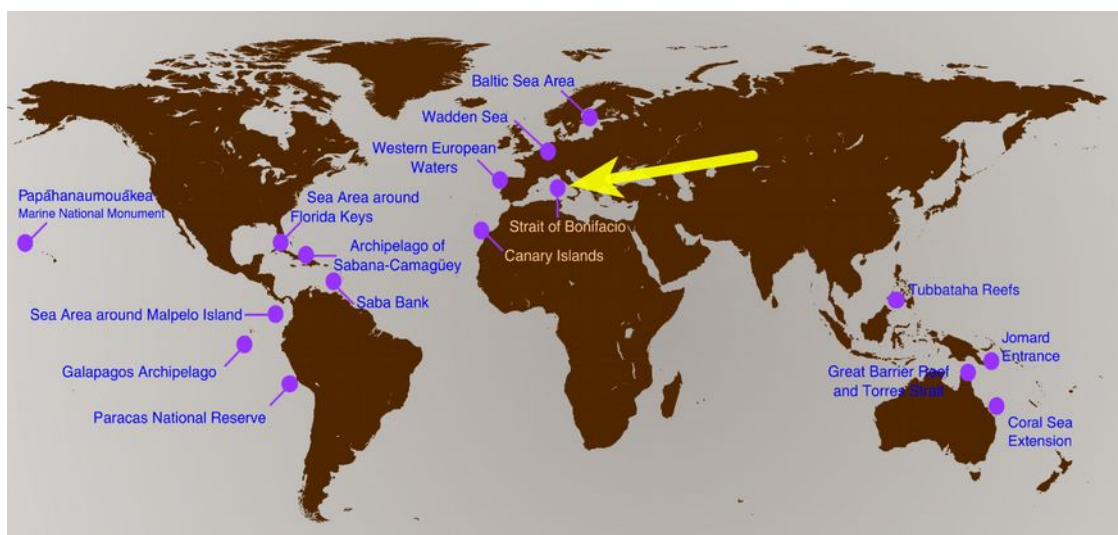 Baltic Sea Area
Wadden Sea
Western European
Waters
Papahanaumouakea
Marine National Monument
Sea Area around
Florida Keys
Strait of Bonifacio
Archipelago of
Sabana-Camagüey
Canary Islands
Saba Bank
Tubbataha Reefs
Sea Area around Malpelo Island
Jomard
Entrance
Galapagos Archipelago
Great Barrier Reef
and Torres Strait
Paracas National Reserve
Coral Sea
Extension